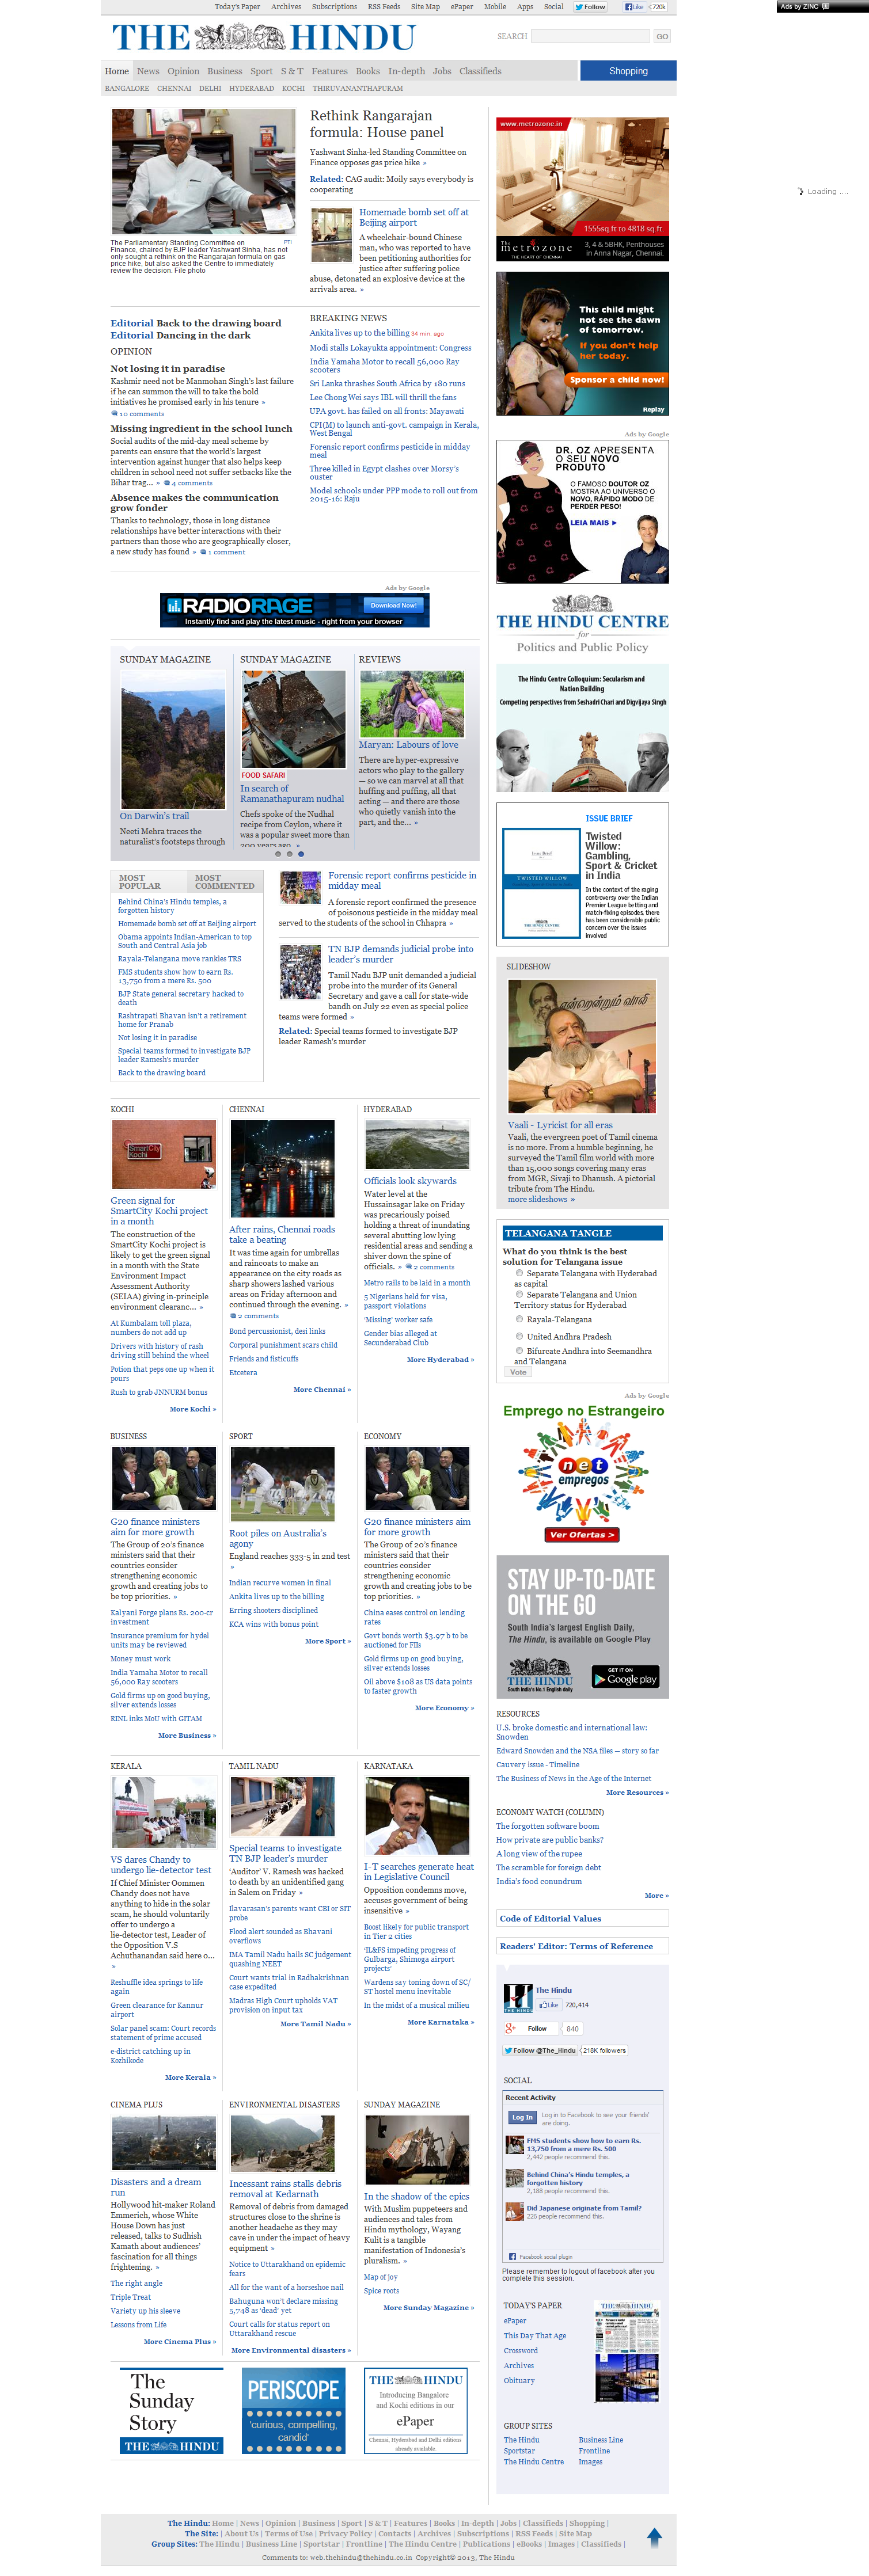 Today's Paper Archives Subscriptions RSS Feeds Site Map ePaper Mobile Apps Social Follow Like 720k
Ads by ZINC
THE HINDU
SEARCH GO
Home News Opinion Business Sport S & T Features Books In-depth Jobs Classifieds
Shopping
BANGALORE CHENNAI DELHI HYDERABAD KOCHI THIRUVANANTHAPURAM
The Parliamentary Standing Committee on
Finance, chaired by BJP leader Yashwant Sinha, has not
only sought a rethink on the Rangarajan formula on gas
price hike, but also asked the Centre to immediately
review the decision. File photo
PTI
Rethink Rangarajan
formula: House panel
Yashwant Sinha-led Standing Committee on
Finance opposes gas price hike »
Related: CAG audit: Moily says everybody is
cooperating
Homemade bomb set off at
Beijing airport
A wheelchair-bound Chinese
man, who was reported to have
been petitioning authorities for
justice after suffering police
abuse, detonated an explosive device at the
arrivals area. »
Editorial Back to the drawing board
Editorial Dancing in the dark
OPINION
Not losing it in paradise
Kashmir need not be Manmohan Singh's last failure
if he can summon the will to take the bold
initiatives he promised early in his tenure »
10 comments
Missing ingredient in the school lunch
Social audits of the mid-day meal scheme by
parents can ensure that the world's largest
intervention against hunger that also helps keep
children in school need not suffer setbacks like the
Bihar trag... » 4 comments
Absence makes the communication
grow fonder
Thanks to technology, those in long distance
relationships have better interactions with their
partners than those who are geographically closer,
a new study has found » 1 comment
BREAKING NEWS
Ankita lives up to the billing 34 min. ago
Modi stalls Lokayukta appointment: Congress
India Yamaha Motor to recall 56,000 Ray
scooters
Sri Lanka thrashes South Africa by 180 runs
Lee Chong Wei says IBL will thrill the fans
UPA govt. has failed on all fronts: Mayawati
CPI(M) to launch anti-govt. campaign in Kerala,
West Bengal
Forensic report confirms pesticide in midday
meal
Three killed in Egypt clashes over Morsy's
ouster
Model schools under PPP mode to roll out from
2015-16: Raju
Ads by Google
RADIORAGE Download Now!
Instantly find and play the latest music - right from your browser
SUNDAY MAGAZINE
On Darwin's trail
Neeti Mehra traces the
naturalist's footsteps through
SUNDAY MAGAZINE
FOOD SAFARI
In search of
Ramanathapuram nudhal
Chefs spoke of the Nudhal
recipe from Ceylon, where it
was a popular sweet more than
200 years ago. »
REVIEWS
Maryan: Labours of love
There are hyper-expressive
actors who play to the gallery
— so we can marvel at all that
huffing and puffing, all that
acting — and there are those
who quietly vanish into the
part, and the... »
MOST
POPULAR
MOST
COMMENTED
Behind China's Hindu temples, a
forgotten history
Homemade bomb set off at Beijing airport
Obama appoints Indian-American to top
South and Central Asia job
Rayala-Telangana move rankles TRS
FMS students show how to earn Rs.
13,750 from a mere Rs. 500
BJP State general secretary hacked to
death
Rashtrapati Bhavan isn't a retirement
home for Pranab
Not losing it in paradise
Special teams formed to investigate BJP
leader Ramesh's murder
Back to the drawing board
Forensic report confirms pesticide in
midday meal
A forensic report confirmed the presence
of poisonous pesticide in the midday meal
served to the students of the school in Chhapra »
TN BJP demands judicial probe into
leader's murder
Tamil Nadu BJP unit demanded a judicial
probe into the murder of its General
Secretary and gave a call for state-wide
bandh on July 22 even as special police
teams were formed »
Related: Special teams formed to investigate BJP
leader Ramesh's murder
KOCHI
SmartCity
Kochi
Green signal for
SmartCity Kochi project
in a month
The construction of the
SmartCity Kochi project is
likely to get the green signal
in a month with the State
Environment Impact
Assessment Authority
(SEIAA) giving in-principle
environment clearanc... »
At Kumbalam toll plaza,
numbers do not add up
Drivers with history of rash
driving still behind the wheel
Potion that peps one up when it
pours
Rush to grab JNNURM bonus
More Kochi »
CHENNAI
After rains, Chennai roads
take a beating
It was time again for umbrellas
and raincoats to make an
appearance on the city roads as
sharp showers lashed various
areas on Friday afternoon and
continued through the evening. »
2 comments
Bond percussionist, desi links
Corporal punishment scars child
Friends and fisticuffs
Etcetera
More Chennai »
HYDERABAD
Officials look skywards
Water level at the
Hussainsagar lake on Friday
was precariously poised
holding a threat of inundating
several abutting low lying
residential areas and sending a
shiver down the spine of
officials. » 2 comments
Metro rails to be laid in a month
5 Nigerians held for visa,
passport violations
'Missing' worker safe
Gender bias alleged at
Secunderabad Club
More Hyderabad »
BUSINESS
G20 finance ministers
aim for more growth
The Group of 20's finance
ministers said that their
countries consider
strengthening economic
growth and creating jobs to
be top priorities. »
Kalyani Forge plans Rs. 200-cr
investment
Insurance premium for hydel
units may be reviewed
Money must work
India Yamaha Motor to recall
56,000 Ray scooters
Gold firms up on good buying,
silver extends losses
RINL inks MoU with GITAM
More Business »
SPORT
Root piles on Australia's
agony
England reaches 333-5 in 2nd test
»
Indian recurve women in final
Ankita lives up to the billing
Erring shooters disciplined
KCA wins with bonus point
More Sport »
ECONOMY
G20 finance ministers aim
for more growth
The Group of 20's finance
ministers said that their
countries consider
strengthening economic
growth and creating jobs to be
top priorities. »
China eases control on lending
rates
Govt bonds worth $3.97 b to be
auctioned for FIIs
Gold firms up on good buying,
silver extends losses
Oil above $108 as US data points
to faster growth
More Economy »
KERALA
VS dares Chandy to
undergo lie-detector test
If Chief Minister Oommen
Chandy does not have
anything to hide in the solar
scam, he should voluntarily
offer to undergo a
lie-detector test, Leader of
the Opposition V.S
Achuthanandan said here o...
»
Reshuffle idea springs to life
again
Green clearance for Kannur
airport
Solar panel scam: Court records
statement of prime accused
e-district catching up in
Kozhikode
More Kerala »
TAMIL NADU
Special teams to investigate
TN BJP leader's murder
'Auditor' V. Ramesh was hacked
to death by an unidentified gang
in Salem on Friday »
Ilavarasan's parents want CBI or SIT
probe
Flood alert sounded as Bhavani
overflows
IMA Tamil Nadu hails SC judgement
quashing NEET
Court wants trial in Radhakrishnan
case expedited
Madras High Court upholds VAT
provision on input tax
More Tamil Nadu »
KARNATAKA
I-T searches generate heat
in Legislative Council
Opposition condemns move,
accuses government of being
insensitive »
Boost likely for public transport
in Tier 2 cities
'IL&FS impeding progress of
Gulbarga, Shimoga airport
projects'
Wardens say toning down of SC/
ST hostel menu inevitable
In the midst of a musical milieu
More Karnataka »
CINEMA PLUS
Disasters and a dream
run
Hollywood hit-maker Roland
Emmerich, whose White
House Down has just
released, talks to Sudhish
Kamath about audiences'
fascination for all things
frightening. »
The right angle
Triple Treat
Variety up his sleeve
Lessons from Life
More Cinema Plus »
ENVIRONMENTAL DISASTERS
Incessant rains stalls debris
removal at Kedarnath
Removal of debris from damaged
structures close to the shrine is
another headache as they may
cave in under the impact of heavy
equipment »
Notice to Uttarakhand on epidemic
fears
All for the want of a horseshoe nail
Bahuguna won't declare missing
5,748 as 'dead' yet
Court calls for status report on
Uttarakhand rescue
More Environmental disasters »
SUNDAY MAGAZINE
In the shadow of the epics
With Muslim puppeteers and
audiences and tales from
Hindu mythology, Wayang
Kulit is a tangible
manifestation of Indonesia's
pluralism. »
Map of joy
Spice roots
More Sunday Magazine »
The
Sunday
Story
THE HINDU
PERISCOPE
'curious, compelling,
candid'
THE HINDU
Introducing Bangalore
and Kochi editions in our
ePaper
Chennai, Hyderabad and Delhi editions
already available
www.metrozone.in
1555sq.ft to 4818 sq.ft.
The metrozone
THE HEART OF CHENNAI
3, 4 & 5BHK, Penthouses
in Anna Nagar, Chennai.
Loading ....
This child might
not see the dawn
of tomorrow.
If you don't help
her today.
Sponsor a child now!
Replay
Ads by Google
DR. OZ APRESENTA
O SEU NOVO
PRODUTO
O FAMOSO DOUTOR OZ
MOSTRA AO UNIVERSO O
NOVO, RÁPIDO MODO DE
PERDER PESO!
LEIA MAIS
THE HINDU CENTRE
for
Politics and Public Policy
The Hindu Centre Colloquium: Secularism and
Nation Building
Competing perspectives from Seshadri Chari and Digvijaya Singh
ISSUE BRIEF
Issue Brief
TWISTED WILLOW
Twisted
Willow:
Gambling,
Sport & Cricket
in India
In the context of the raging
controversy over the Indian
Premier League betting and
match-fixing episodes, there
has been considerable public
concern over the issues
involved
SLIDESHOW
என்றென்றும் வாலி
Vaali - Lyricist for all eras
Vaali, the evergreen poet of Tamil cinema
is no more. From a humble beginning, he
surveyed the Tamil film world with more
than 15,000 songs covering many eras
from MGR, Sivaji to Dhanush. A pictorial
tribute from The Hindu.
more slideshows »
TELANGANA TANGLE
What do you think is the best
solution for Telangana issue
Separate Telangana with Hyderabad
as capital
Separate Telangana and Union
Territory status for Hyderabad
Rayala-Telangana
United Andhra Pradesh
Bifurcate Andhra into Seemandhra
and Telangana
Vote
Ads by Google
Emprego no Estrangeiro
net
empregos
Ver Ofertas >
STAY UP-TO-DATE
ON THE GO
South India's largest English Daily,
The Hindu, is available on Google Play
THE HINDU
South India's No.1 English daily
GET IT ON
Google play
RESOURCES
U.S. broke domestic and international law:
Snowden
Edward Snowden and the NSA files — story so far
Cauvery issue - Timeline
The Business of News in the Age of the Internet
More Resources »
ECONOMY WATCH (COLUMN)
The forgotten software boom
How private are public banks?
A long view of the rupee
The scramble for foreign debt
India's food conundrum
More »
Code of Editorial Values
Readers' Editor: Terms of Reference
The Hindu
Like 720,414
Follow 840
Follow @The_Hindu 218K followers
SOCIAL
Recent Activity
Log In
Log in to Facebook to see your friends'
are doing.
FMS students show how to earn Rs.
13,750 from a mere Rs. 500
2,442 people recommend this.
Behind China's Hindu temples, a
forgotten history
2,188 people recommend this.
Did Japanese originate from Tamil?
226 people recommend this.
Facebook social plugin
Please remember to logout of facebook after you
complete this session.
TODAY'S PAPER
ePaper
This Day That Age
Crossword
Archives
Obituary
GROUP SITES
The Hindu Business Line
Sportstar Frontline
The Hindu Centre Images
The Hindu: Home | News | Opinion | Business | Sport | S & T | Features | Books | In-depth | Jobs | Classifieds | Shopping |
The Site: | About Us | Terms of Use | Privacy Policy | Contacts | Archives | Subscriptions | RSS Feeds | Site Map
Group Sites: The Hindu | Business Line | Sportstar | Frontline | The Hindu Centre | Publications | eBooks | Images | Classifieds |
Comments to: web.thehindu@thehindu.co.in Copyright© 2013, The Hindu